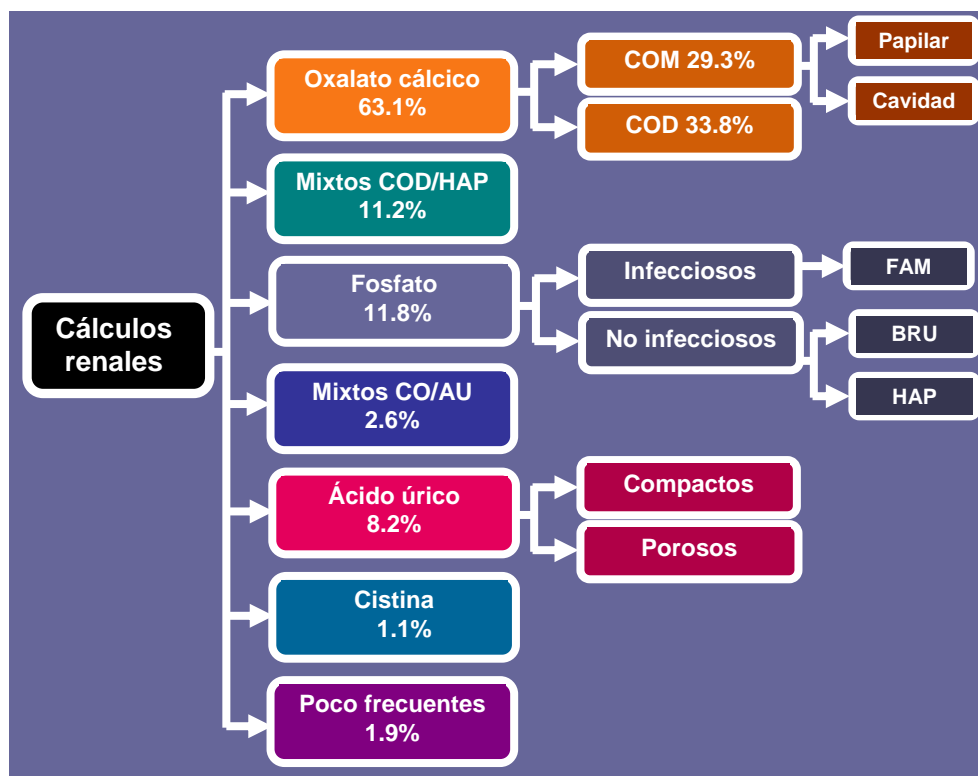 Cálculos
renales
Oxalato cálcico
63.1%
COM 29.3%
Papilar
Cavidad
COD 33.8%
Mixtos COD/HAP
11.2%
Fosfato
11.8%
Infecciosos
FAM
No infecciosos
BRU
HAP
Mixtos CO/AU
2.6%
Ácido úrico
8.2%
Compactos
Porosos
Cistina
1.1%
Poco frecuentes
1.9%